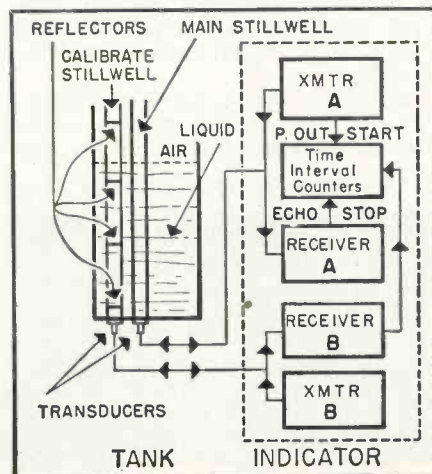 REFLECTORS
MAIN STILLWELL
CALIBRATE
STILLWELL
LIQUID
AIR
XMTR
A
P. OUT START
Time
Interval
Counters
ECHO STOP
RECEIVER
A
RECEIVER
B
XMTR
B
TRANSDUCERS
TANK
INDICATOR